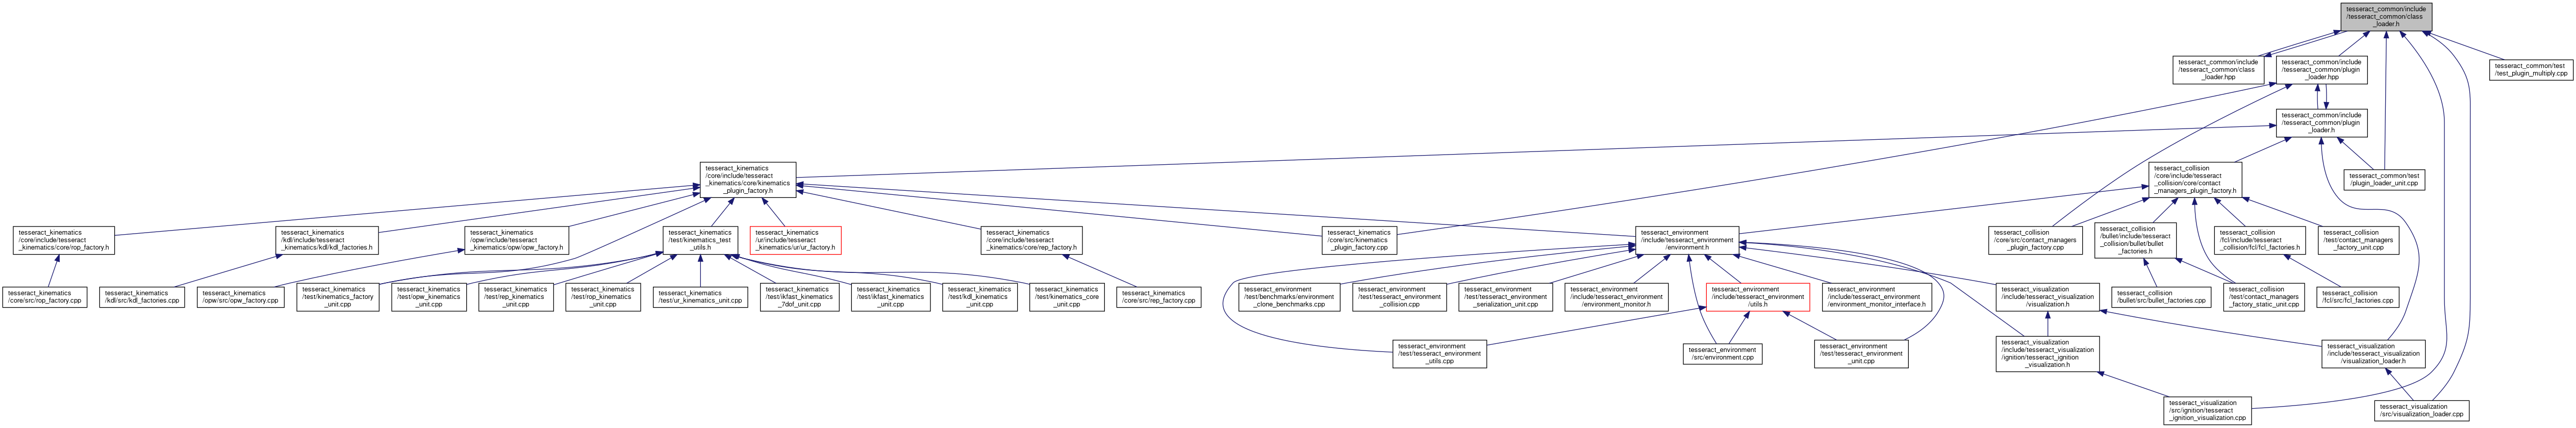 tesseract_common/include
/tesseract_common/class
_loader.h
tesseract_common/include
/tesseract_common/class
_loader.hpp
tesseract_common/include
/tesseract_common/plugin
_loader.hpp
tesseract_common/test
/test_plugin_multiply.cpp
tesseract_common/include
/tesseract_common/plugin
_loader.h
tesseract_kinematics
/core/include/tesseract
_kinematics/core/kinematics
_plugin_factory.h
tesseract_collision
/core/include/tesseract
_collision/core/contact
_managers_plugin_factory.h
tesseract_common/test
/plugin_loader_unit.cpp
tesseract_kinematics
/core/include/tesseract
_kinematics/core/rop_factory.h
tesseract_kinematics
/kdl/include/tesseract
_kinematics/kdl/kdl_factories.h
tesseract_kinematics
/opw/include/tesseract
_kinematics/opw/opw_factory.h
tesseract_kinematics
/test/kinematics_test
_utils.h
tesseract_kinematics
/ur/include/tesseract
_kinematics/ur/ur_factory.h
tesseract_kinematics
/core/include/tesseract
_kinematics/core/rep_factory.h
tesseract_kinematics
/core/src/kinematics
_plugin_factory.cpp
tesseract_environment
/include/tesseract_environment
/environment.h
tesseract_collision
/core/src/contact_managers
_plugin_factory.cpp
tesseract_collision
/bullet/include/tesseract
_collision/bullet/bullet
_factories.h
tesseract_collision
/fcl/include/tesseract
_collision/fcl/fcl_factories.h
tesseract_collision
/test/contact_managers
_factory_unit.cpp
tesseract_kinematics
/core/src/rop_factory.cpp
tesseract_kinematics
/kdl/src/kdl_factories.cpp
tesseract_kinematics
/opw/src/opw_factory.cpp
tesseract_kinematics
/test/kinematics_factory
_unit.cpp
tesseract_kinematics
/test/opw_kinematics
_unit.cpp
tesseract_kinematics
/test/rep_kinematics
_unit.cpp
tesseract_kinematics
/test/rop_kinematics
_unit.cpp
tesseract_kinematics
/test/ur_kinematics_unit.cpp
tesseract_kinematics
/test/ikfast_kinematics
_7dof_unit.cpp
tesseract_kinematics
/test/ikfast_kinematics
_unit.cpp
tesseract_kinematics
/test/kdl_kinematics
_unit.cpp
tesseract_kinematics
/test/kinematics_core
_unit.cpp
tesseract_kinematics
/core/src/rep_factory.cpp
tesseract_environment
/test/benchmarks/environment
_clone_benchmarks.cpp
tesseract_environment
/test/tesseract_environment
_collision.cpp
tesseract_environment
/test/tesseract_environment
_serialization_unit.cpp
tesseract_environment
/include/tesseract_environment
/environment_monitor.h
tesseract_environment
/include/tesseract_environment
/utils.h
tesseract_environment
/include/tesseract_environment
/environment_monitor_interface.h
tesseract_visualization
/include/tesseract_visualization
/visualization.h
tesseract_collision
/bullet/src/bullet_factories.cpp
tesseract_collision
/test/contact_managers
_factory_static_unit.cpp
tesseract_collision
/fcl/src/fcl_factories.cpp
tesseract_environment
/test/tesseract_environment
_utils.cpp
tesseract_environment
/src/environment.cpp
tesseract_environment
/test/tesseract_environment
_unit.cpp
tesseract_visualization
/include/tesseract_visualization
/ignition/tesseract_ignition
_visualization.h
tesseract_visualization
/include/tesseract_visualization
/visualization_loader.h
tesseract_visualization
/src/ignition/tesseract
_ignition_visualization.cpp
tesseract_visualization
/src/visualization_loader.cpp